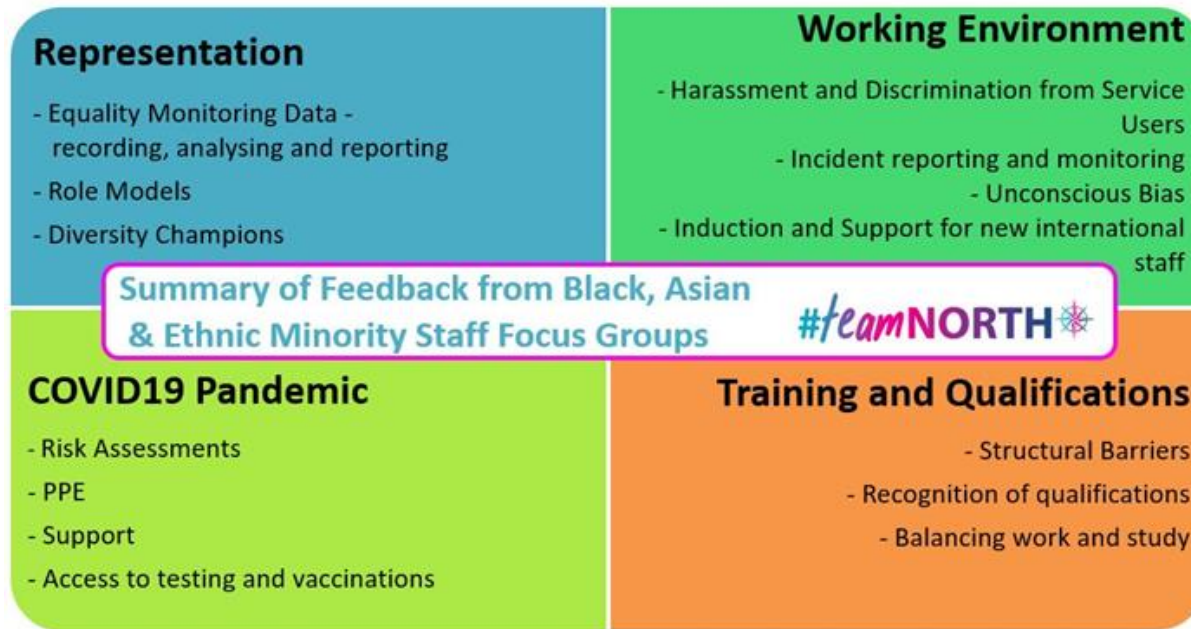 Representation
- Equality Monitoring Data -
recording, analysing and reporting
- Role Models
- Diversity Champions
Working Environment
- Harassment and Discrimination from Service
Users
- Incident reporting and monitoring
- Unconscious Bias
- Induction and Support for new international
staff
Summary of Feedback from Black, Asian
& Ethnic Minority Staff Focus Groups
#teamNORTH
COVID19 Pandemic
- Risk Assessments
- PPE
- Support
- Access to testing and vaccinations
Training and Qualifications
- Structural Barriers
- Recognition of qualifications
- Balancing work and study